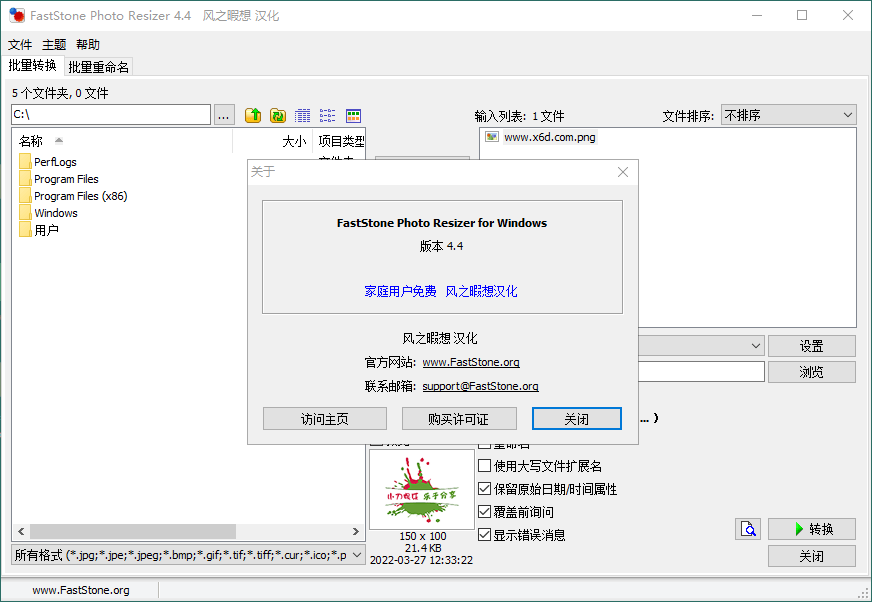 FastStone Photo Resizer 4.4 风之暇想 汉化
文件 主题 帮助
批量转换 批量重命名
5 个文件夹, 0 文件
C:\
...
输入列表: 1 文件
文件排序: 不排序
名称 大小 项目类型
PerfLogs
Program Files
Program Files (x86)
Windows
用户
www.x6d.com.png
关于
FastStone Photo Resizer for Windows
版本 4.4
家庭用户免费 风之暇想汉化
风之暇想 汉化
官方网站: www.FastStone.org
联系邮箱: support@FastStone.org
访问主页 购买许可证 关闭
设置
浏览
... )
重命名
使用大写文件扩展名
保留原始日期/时间属性
覆盖前询问
显示错误消息
小刀娱乐 乐于分享
150 x 100
21.4 KB
2022-03-27 12:33:22
转换
关闭
所有格式 (*.jpg;*.jpe;*.jpeg;*.bmp;*.gif;*.tif;*.tiff;*.cur;*.ico;*.p
www.FastStone.org